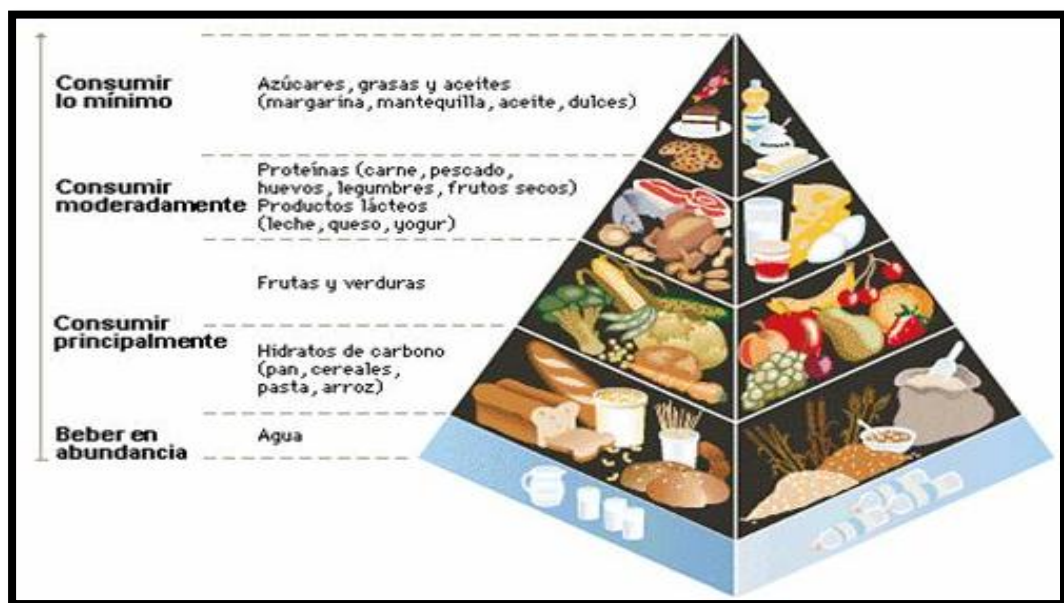 Consumir
lo mínimo
Azúcares, grasas y aceites
(margarina, mantequilla, aceite, dulces)
Consumir
moderadamente
Proteínas (carne, pescado,
huevos, legumbres, frutos secos)
Productos lácteos
(leche, queso, yogur)
Frutas y verduras
Consumir
principalmente
Hidratos de carbono
(pan, cereales,
pasta, arroz)
Beber en
abundancia
Agua